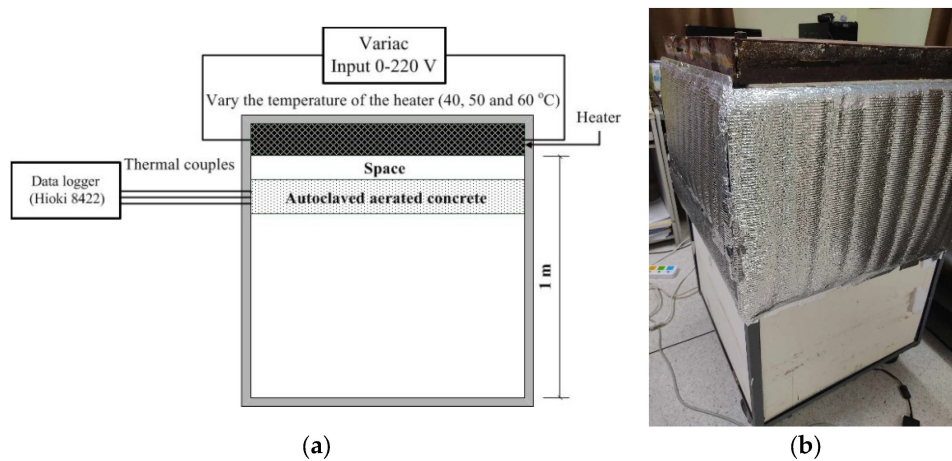 Variac
Input 0-220 V
Vary the temperature of the heater (40, 50 and 60 °C)
Heater
Thermal couples
Space
Data logger
(Hioki 8422)
Autoclaved aerated concrete
1 m
(a)
(b)